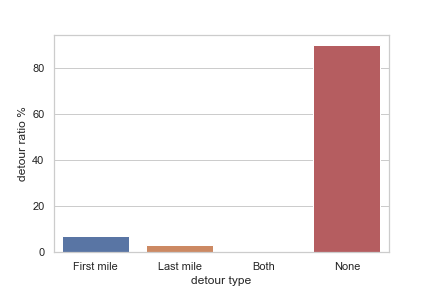 detour ratio %
80
60
40
20
0
First mile
Last mile
Both
None
detour type